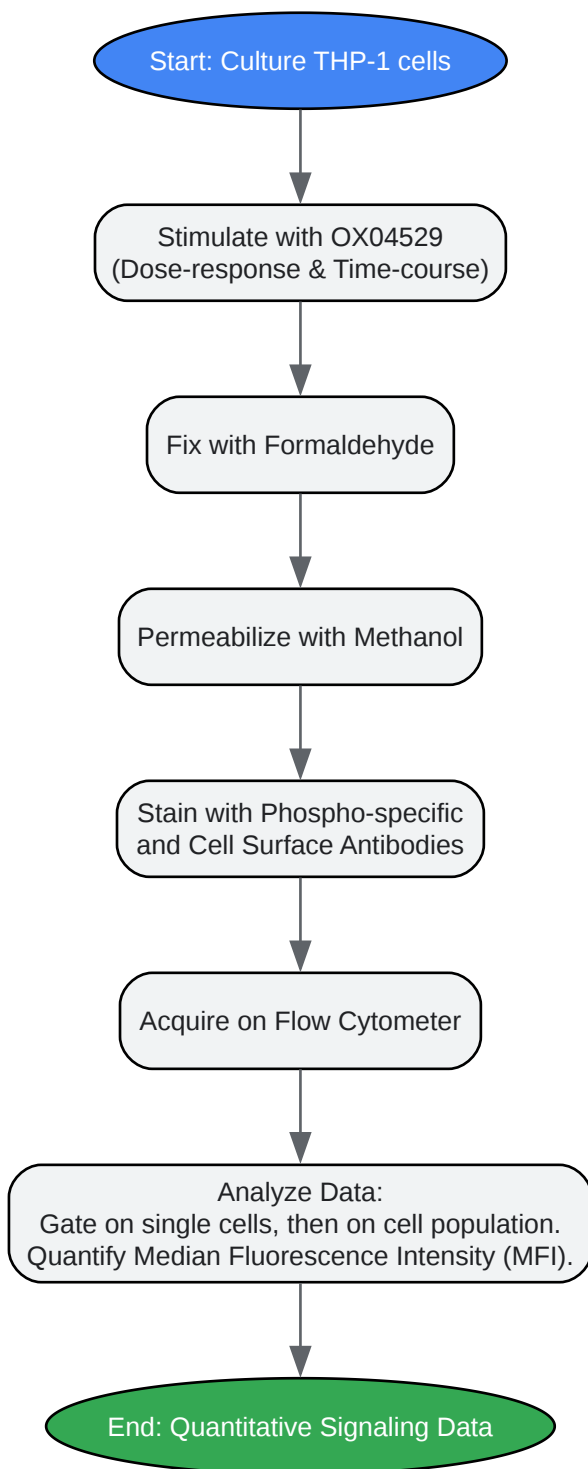 Start: Culture THP-1 cells
Stimulate with OX04529
(Dose-response & Time-course)
Fix with Formaldehyde
Permeabilize with Methanol
Stain with Phospho-specific
and Cell Surface Antibodies
Acquire on Flow Cytometer
Analyze Data:
Gate on single cells, then on cell population.
Quantify Median Fluorescence Intensity (MFI).
End: Quantitative Signaling Data